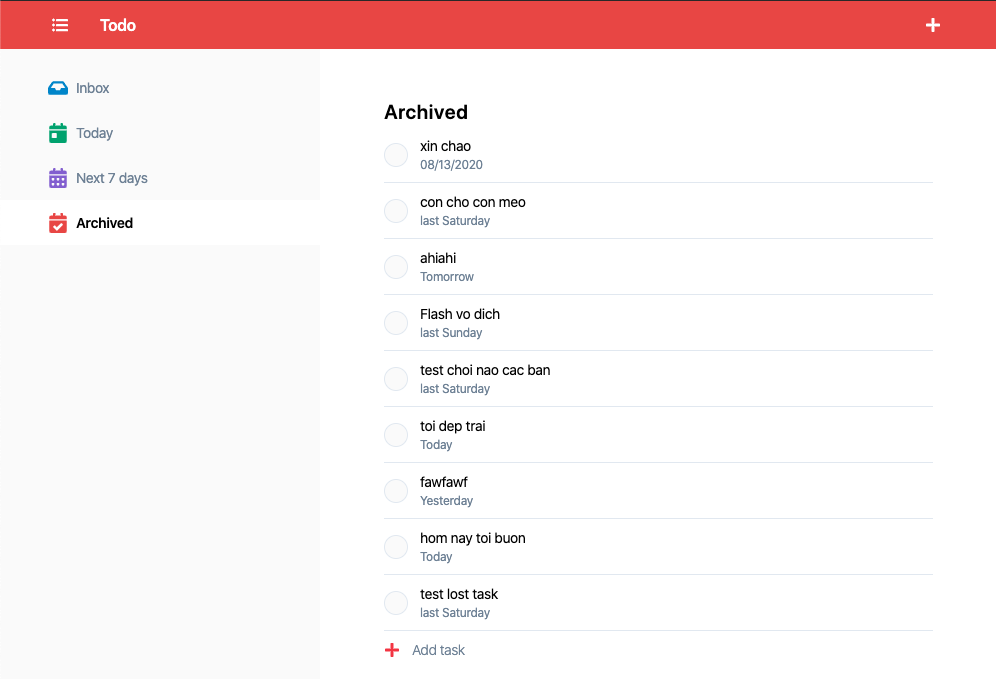 Todo
Inbox
Today
Next 7 days
Archived
Archived
xin chao
08/13/2020
con cho con meo
last Saturday
ahiahi
Tomorrow
Flash vo dich
last Sunday
test choi nao cac ban
last Saturday
toi dep trai
Today
fawfawf
Yesterday
hom nay toi buon
Today
test lost task
last Saturday
Add task